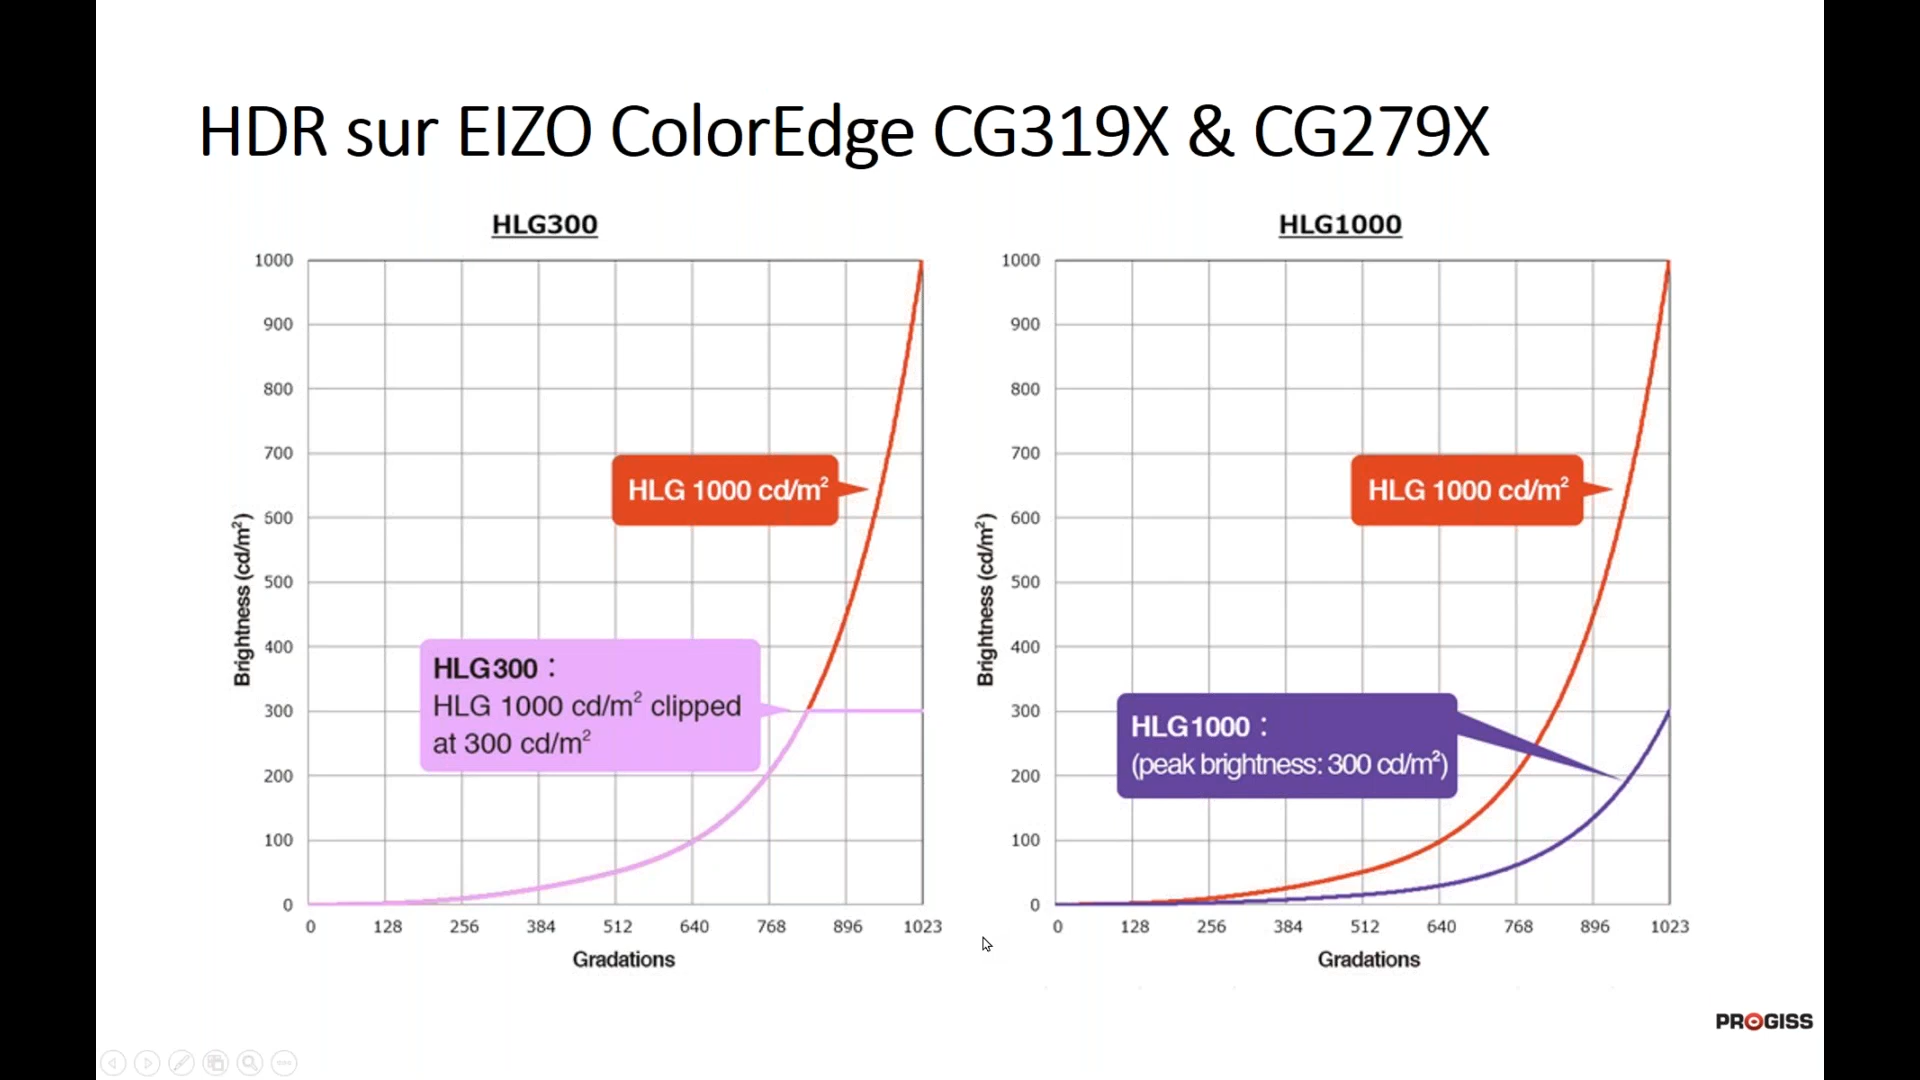 HDR sur EIZO ColorEdge CG319X & CG279X
HLG300
1000
900
800
700
500
500
400
300
200
100
0
Brightness (cd/m²)
HLG 1000 cd/m²
HLG300 :
HLG 1000 cd/m² clipped
at 300 cd/m²
0 128 256 384 512 640 768 896 1023
Gradations
HLG1000
1000
900
800
700
600
500
400
300
200
100
0
Brightness (cd/m²)
HLG 1000 cd/m²
HLG1000 :
(peak brightness: 300 cd/m²)
0 128 256 384 512 640 768 896 1023
Gradations
PROGISS